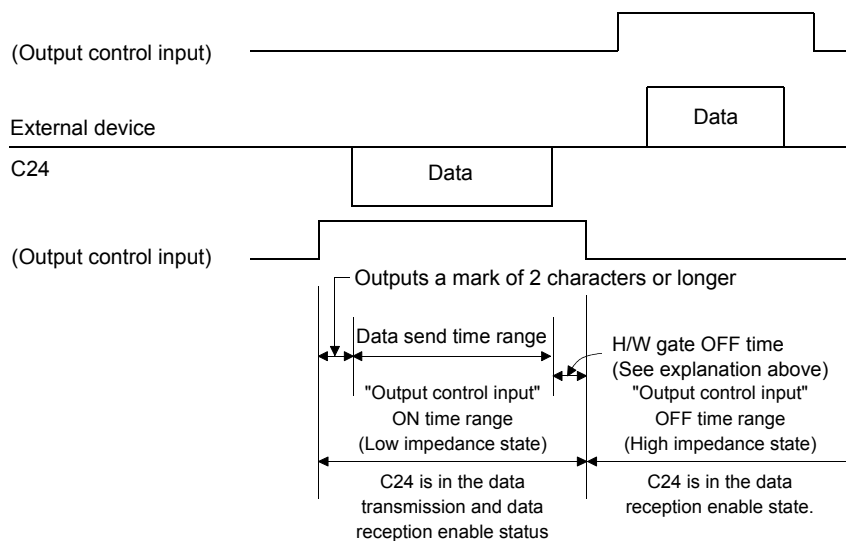 (Output control input)
External device
Data
C24
Data
(Output control input)
Outputs a mark of 2 characters or longer
Data send time range
H/W gate OFF time
(See explanation above)
"Output control input"
ON time range
(Low impedance state)
"Output control input"
OFF time range
(High impedance state)
C24 is in the data
transmission and data
reception enable status
C24 is in the data
reception enable state.